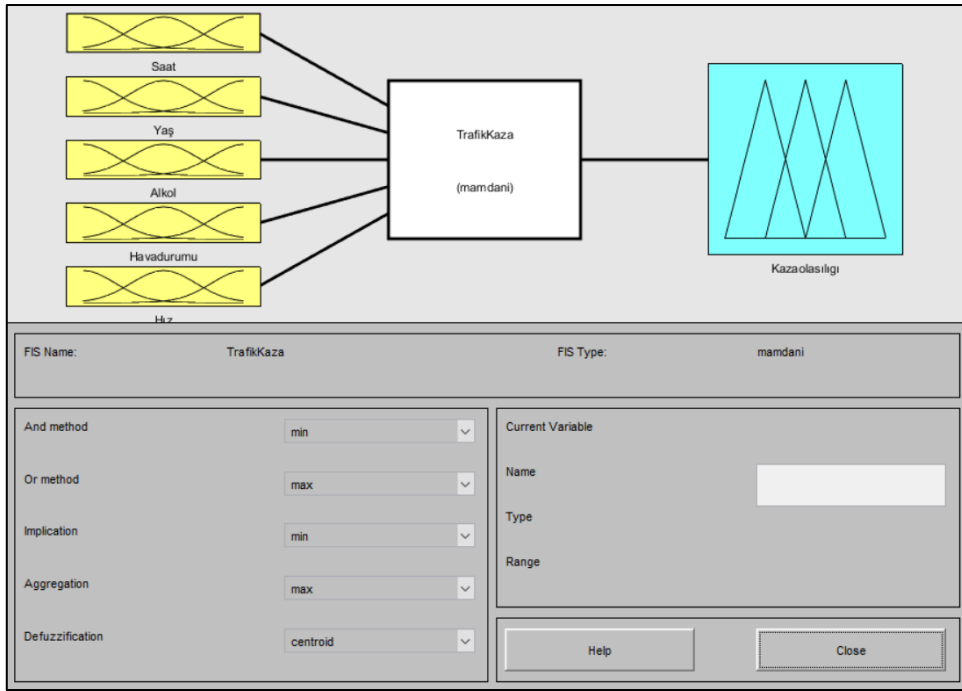 Saat
Yaş
Alkol
Havadurumu
Hız
TrafikKaza
(mamdani)
Kazaolasılıgı
FIS Name: TrafikKaza FIS Type: mamdani
And method min
Or method max
Implication min
Aggregation max
Defuzzification centroid
Current Variable
Name
Type
Range
Help Close